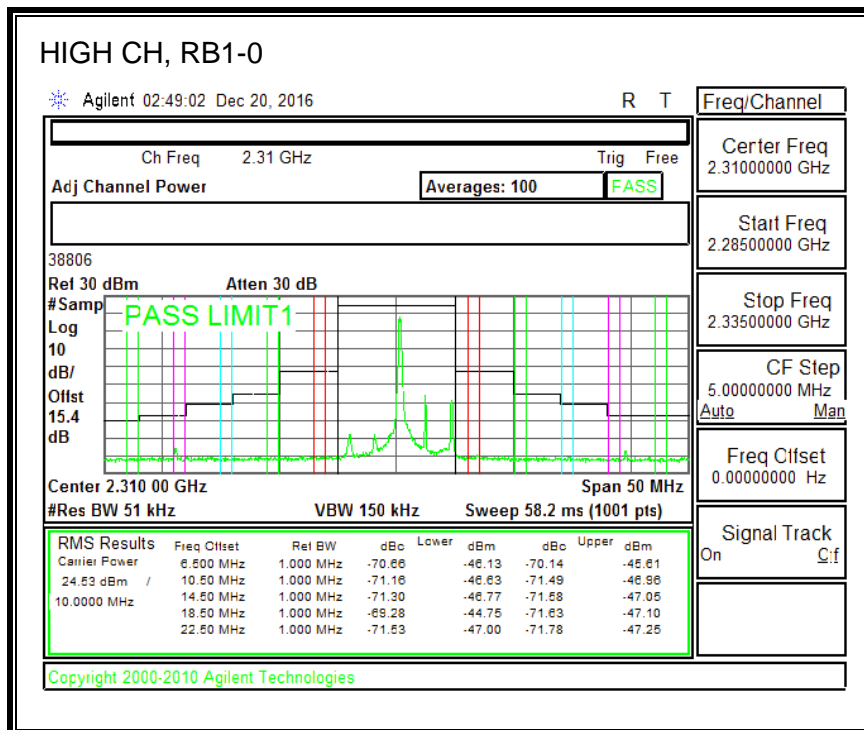 HIGH CH, RB1-0
Agilent 02:49:02 Dec 20, 2016 R T
Freq/Channel
Ch Freq 2.31 GHz Trig Free
Adj Channel Power Averages: 100 PASS
Center Freq
2.31000000 GHz
Start Freq
2.28500000 GHz
38806
Ref 30 dBm Atten 30 dB
#Samp
Log
10
dB/
Offst
15.4
dB
PASS LIMIT1
Stop Freq
2.33500000 GHz
CF Step
5.00000000 MHz
Auto Man
Freq Offset
0.00000000 Hz
Center 2.310 00 GHz Span 50 MHz
#Res BW 51 kHz VBW 150 kHz Sweep 58.2 ms (1001 pts)
Signal Track
On Off
RMS Results Freq Offset Ref BW dBc Lower dBm dBc Upper dBm
Carrier Power 6.500 MHz 1.000 MHz -70.66 -46.13 -70.14 -45.61
24.53 dBm / 10.50 MHz 1.000 MHz -71.16 -46.63 -71.49 -46.96
10.0000 MHz 14.50 MHz 1.000 MHz -71.30 -46.77 -71.58 -47.05
18.50 MHz 1.000 MHz -69.28 -44.75 -71.63 -47.10
22.50 MHz 1.000 MHz -71.53 -47.00 -71.78 -47.25
Copyright 2000-2010 Agilent Technologies